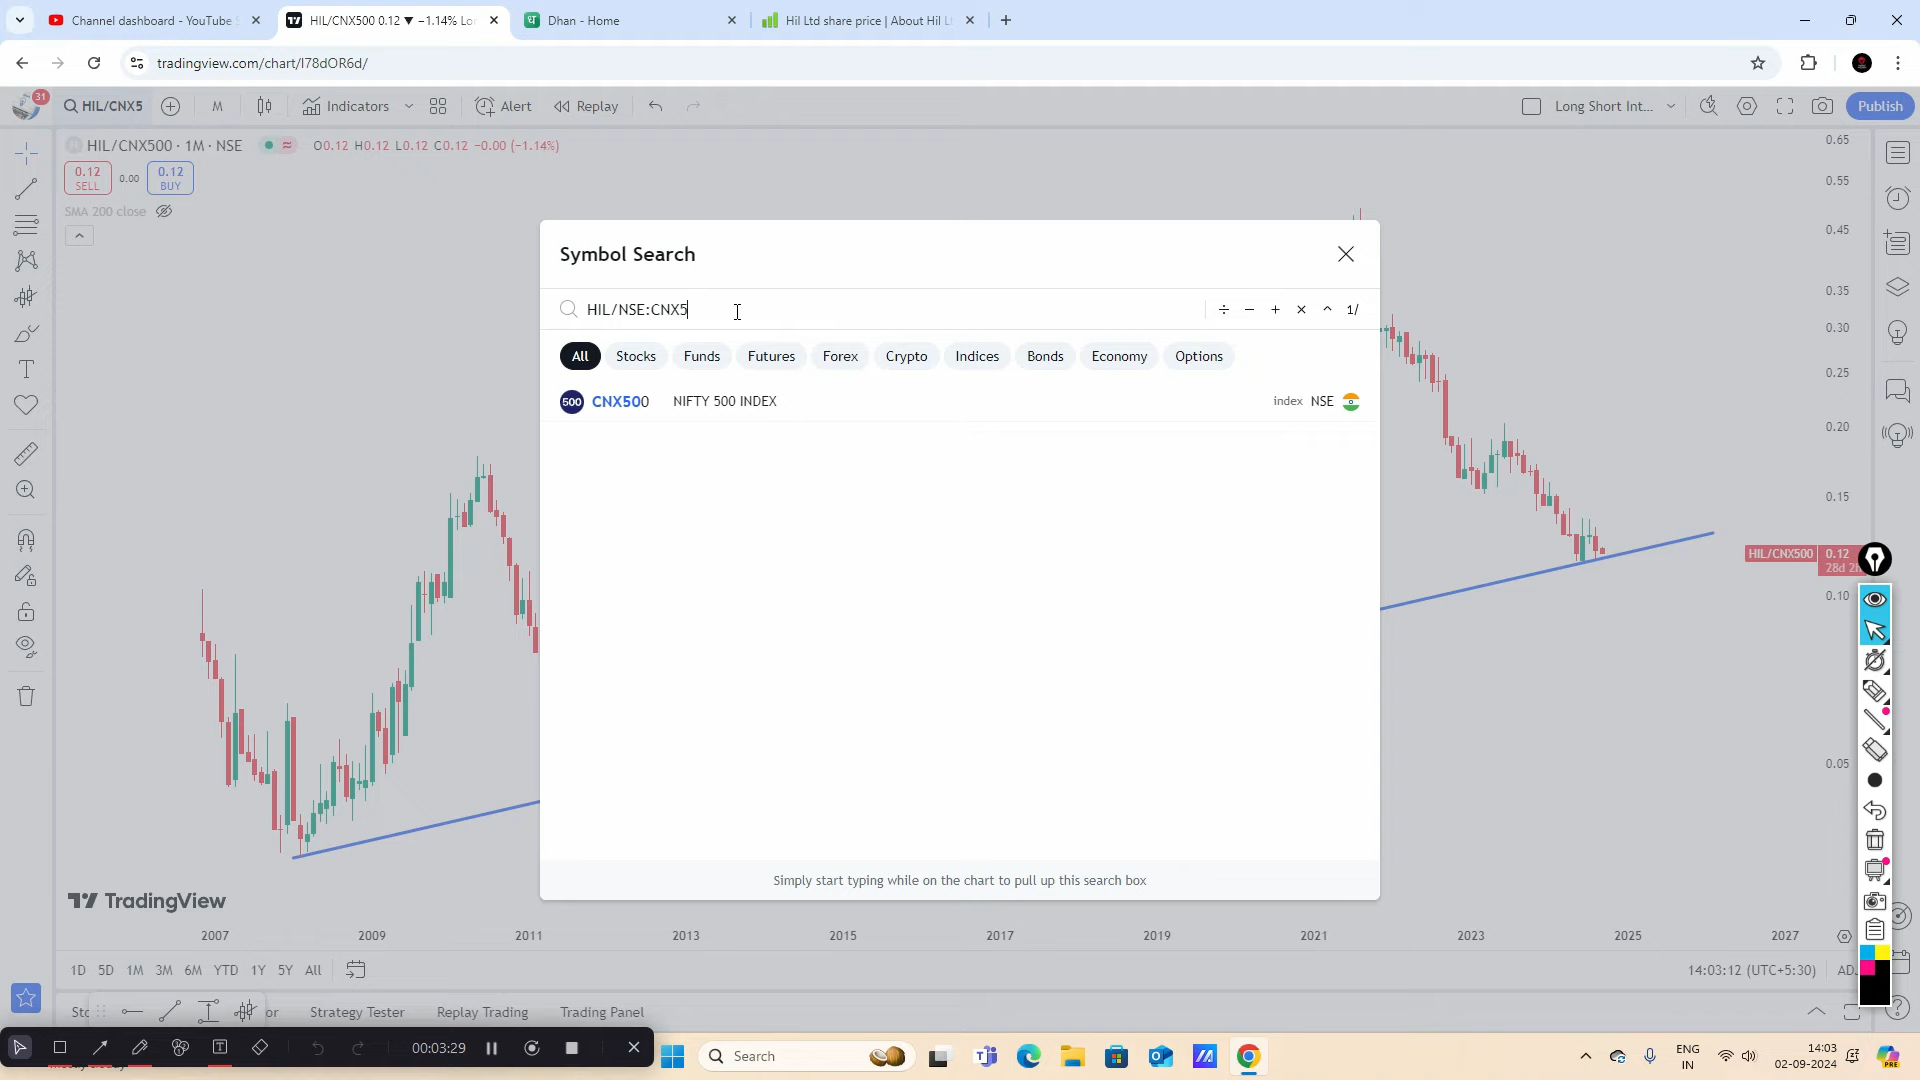 Channel dashboard - YouTube S
HIL/CNX500 0.12 ▼ −1.14% Lo
Dhan - Home
Hil Ltd share price | About Hil L
tradingview.com/chart/I78dOR6d/
31
HIL/CNX5
M
Indicators
Alert
Replay
Long Short Int...
Publish
HIL/CNX500 · 1M · NSE
O0.12 H0.12 L0.12 C0.12 −0.00 (−1.14%)
0.12
SELL
0.00
0.12
BUY
SMA 200 close
Symbol Search
HIL/NSE:CNX5
÷ − + × ^ 1/
All
Stocks
Funds
Futures
Forex
Crypto
Indices
Bonds
Economy
Options
500
CNX500
NIFTY 500 INDEX
index NSE
Simply start typing while on the chart to pull up this search box
0.65
0.55
0.45
0.35
0.30
0.25
0.20
0.15
HIL/CNX500 0.12
28d 2
0.10
0.05
TradingView
2007 2009 2011 2013 2015 2017 2019 2021 2023 2025 2027
1D 5D 1M 3M 6M YTD 1Y 5Y All
14:03:12 (UTC+5:30)
AD
Sto
or
Strategy Tester
Replay Trading
Trading Panel
00:03:29
Search
ENG
IN
14:03
02-09-2024
PRE